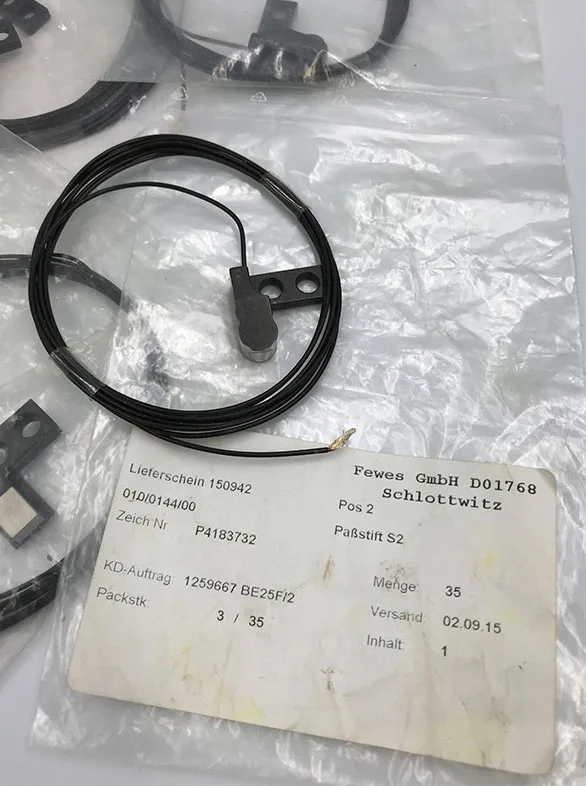 Lieferschein 150942
Fewes GmbH D01768
Schlottwitz
010/0144/00
Pos 2
Zeich Nr P4183732
Paßstift S2
KD-Auftrag: 1259667 BE25F/2
Menge: 35
Packstk: 3 / 35
Versand: 02.09.15
Inhalt: 1